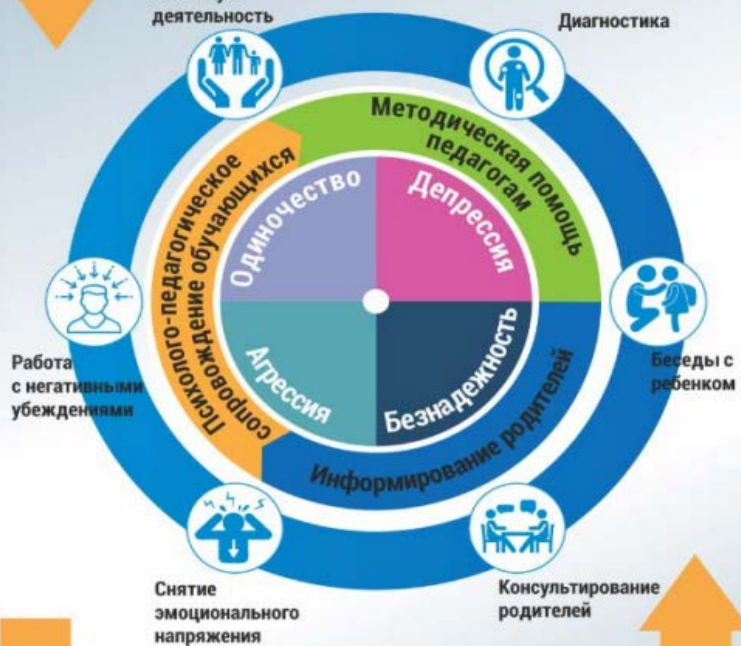 деятельность
Диагностика
Методическая помощь
педагогам
Психолого-педагогическое
сопровождение обучающихся
Одиночество
Депрессия
Агрессия
Безнадежность
Информирование родителей
Работа
с негативными
убеждениями
Беседы с
ребенком
Снятие
эмоционального
напряжения
Консультирование
родителей